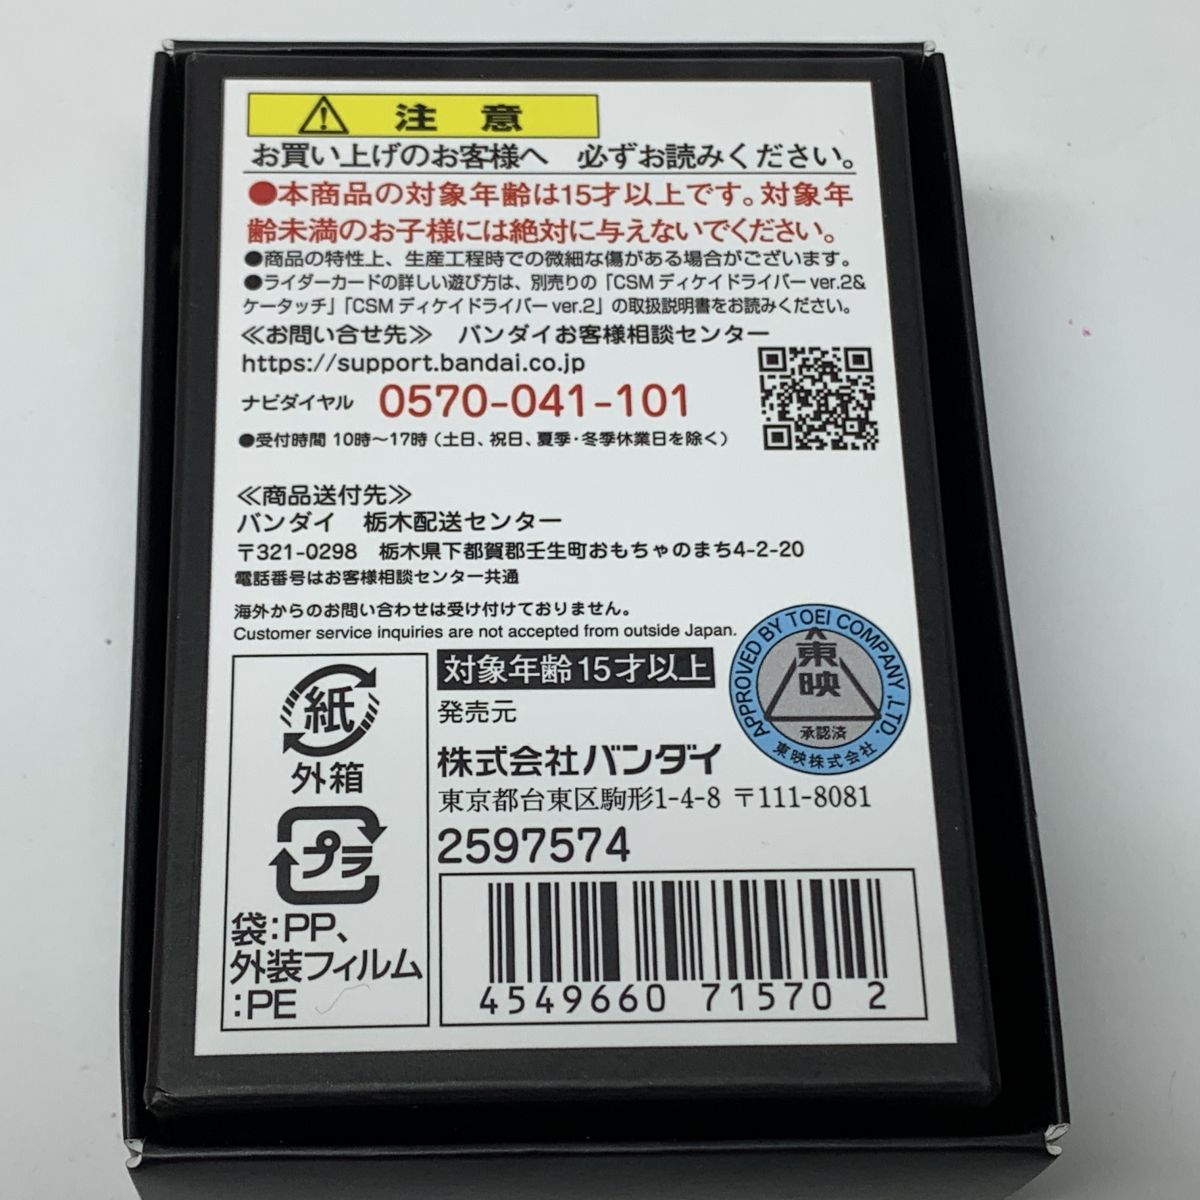 注 意
お買い上げのお客様へ 必ずお読みください。
●本商品の対象年齢は15才以上です。対象年
齢未満のお子様には絶対に与えないでください。
●商品の特性上、生産工程時での微細な傷がある場合がございます。
●ライダーカードの詳しい遊び方は、別売りの「CSM ディケイドライバー ver.2&
ケータッチ」「CSM ディケイドライバー ver.2」の取扱説明書をお読みください。
≪お問い合せ先≫ バンダイお客様相談センター
https://support.bandai.co.jp
ナビダイヤル 0570-041-101
●受付時間 10時～17時（土日、祝日、夏季・冬季休業日を除く）
≪商品送付先≫
バンダイ 栃木配送センター
〒321-0298 栃木県下都賀郡壬生町おもちゃのまち4-2-20
電話番号はお客様相談センター共通
海外からのお問い合わせは受け付けておりません。
Customer service inquiries are not accepted from outside Japan.
紙
外箱
プラ
袋:PP、
外装フィルム
:PE
対象年齢15才以上
発売元
株式会社バンダイ
東京都台東区駒形1-4-8 〒111-8081
2597574
APPROVED BY TOEI COMPANY ,LTD.
東映
承認済
東映株式会社
4549660 71570 2